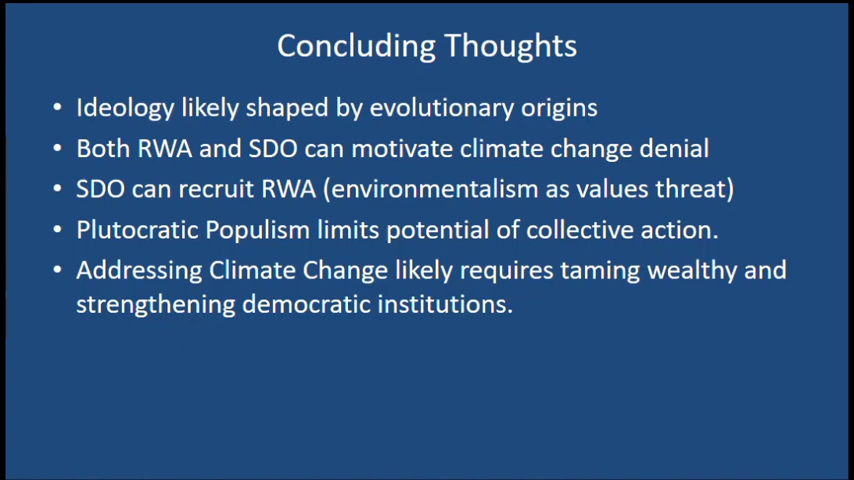 Concluding Thoughts
• Ideology likely shaped by evolutionary origins
• Both RWA and SDO can motivate climate change denial
• SDO can recruit RWA (environmentalism as values threat)
• Plutocratic Populism limits potential of collective action.
• Addressing Climate Change likely requires taming wealthy and
strengthening democratic institutions.